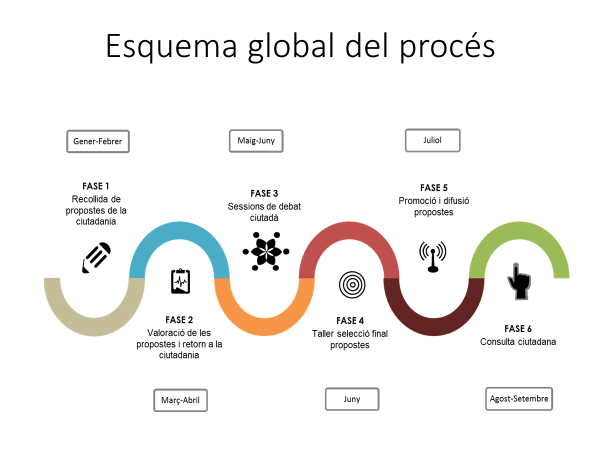 Esquema global del procés
Gener-Febrer
FASE 1
Recollida de
propostes de la
ciutadania
FASE 2
Valoració de les
propostes i retorn a la
ciutadania
Març-Abril
Maig-Juny
FASE 3
Sessions de debat
ciutadà
FASE 4
Taller selecció final
propostes
Juny
Juliol
FASE 5
Promoció i difusió
propostes
FASE 6
Consulta ciutadana
Agost-Setembre